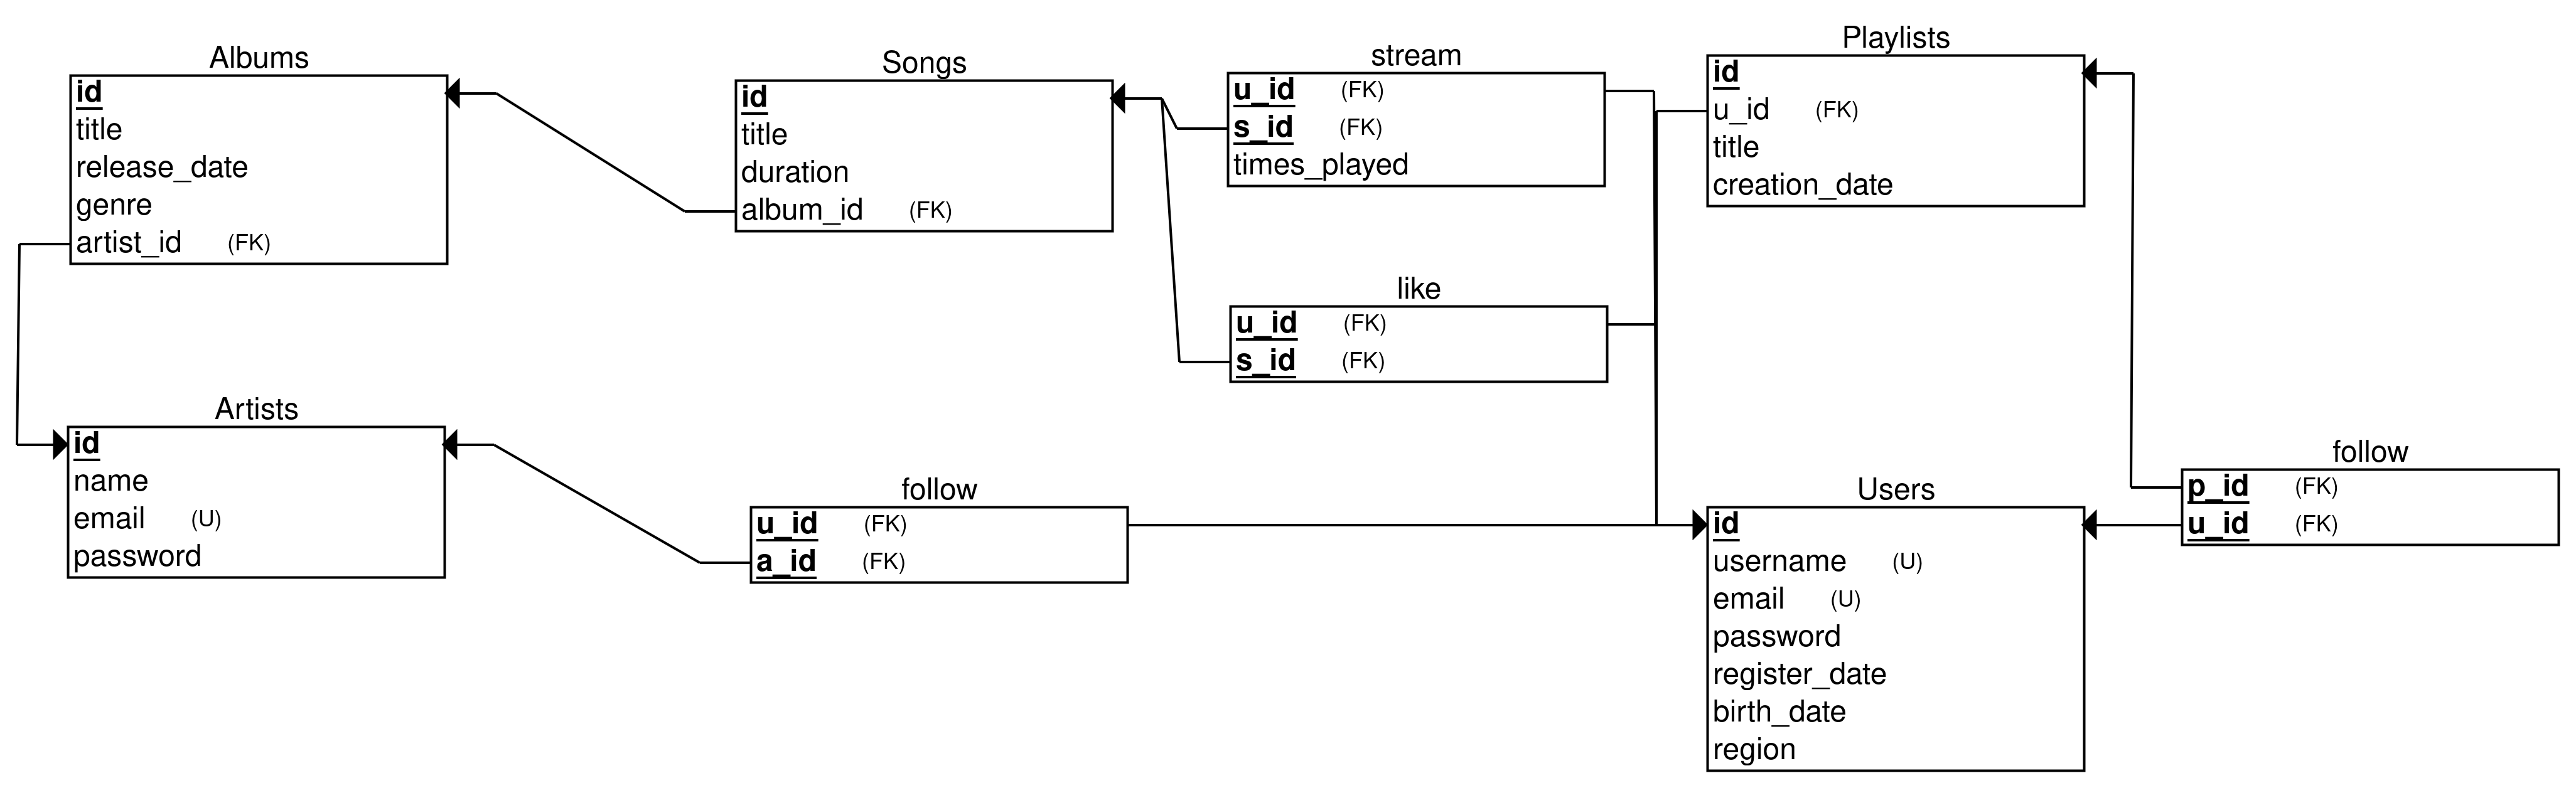 Albums
id
title
release_date
genre
artist_id (FK)
Songs
id
title
duration
album_id (FK)
stream
u_id (FK)
s_id (FK)
times_played
Playlists
id
u_id (FK)
title
creation_date
like
u_id (FK)
s_id (FK)
Artists
id
name
email (U)
password
follow
u_id (FK)
a_id (FK)
Users
id
username (U)
email (U)
password
register_date
birth_date
region
follow
p_id (FK)
u_id (FK)